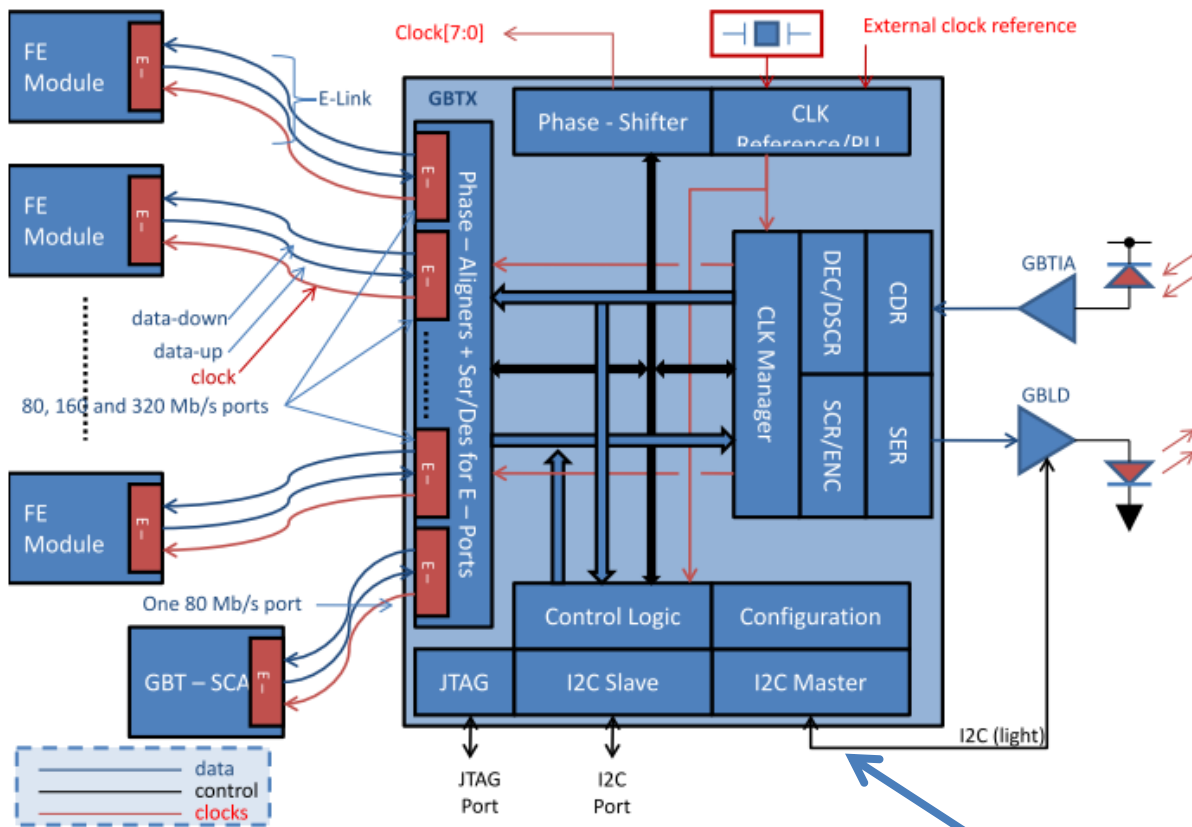 FE
Module
E –
E-Link
FE
Module
E –
data-down
data-up
clock
80, 160 and 320 Mb/s ports
FE
Module
E –
One 80 Mb/s port
GBT – SCA
E –
data
control
clocks
Clock[7:0]
External clock reference
GBTX
Phase - Shifter
CLK
Reference/PLL
E –
E –
E –
E –
Phase – Aligners + Ser/Des for E – Ports
CLK Manager
DEC/DSCR
CDR
SCR/ENC
SER
GBTIA
GBLD
Control Logic
Configuration
JTAG
I2C Slave
I2C Master
I2C (light)
JTAG
Port
I2C
Port